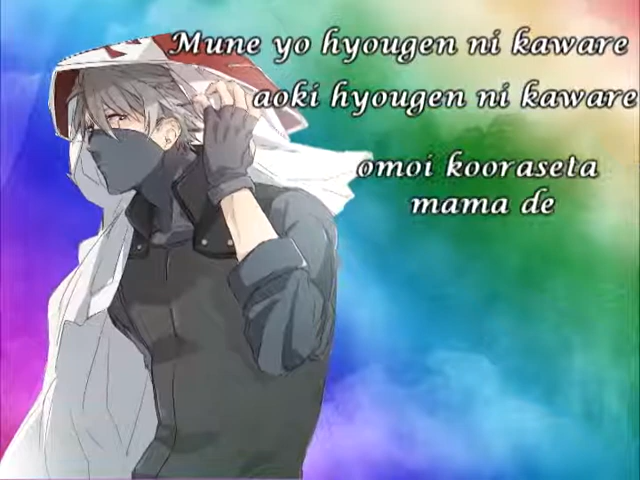 Mune yo hyougen ni kaware
aoki hyougen ni kaware
omoi kooraseta
mama de